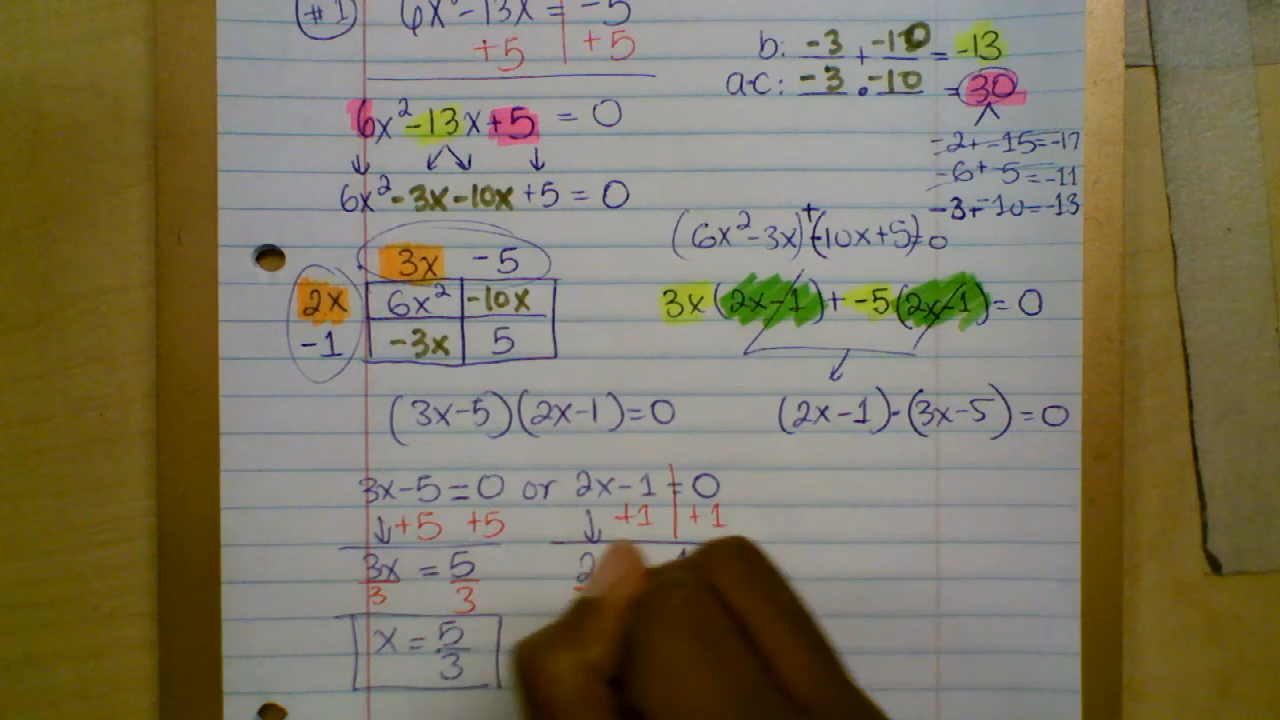 #1 6x²-13x = -5
+5 | +5
6x²-13x+5 = 0
6x²-3x-10x+5=0
b: -3 + -10 = -13
a·c: -3 · -10 = 30
-2+-15=-17
-6+-5=-11
-3+-10=-13
3x -5
2x 6x² -10x
-1 -3x 5
(6x²-3x)+(-10x+5)=0
3x(2x-1)+-5(2x-1)=0
(3x-5)(2x-1)=0
(2x-1)·(3x-5)=0
3x-5=0 or 2x-1=0
+5 +5 +1 | +1
3x = 5 2
3 3
x = 5/3